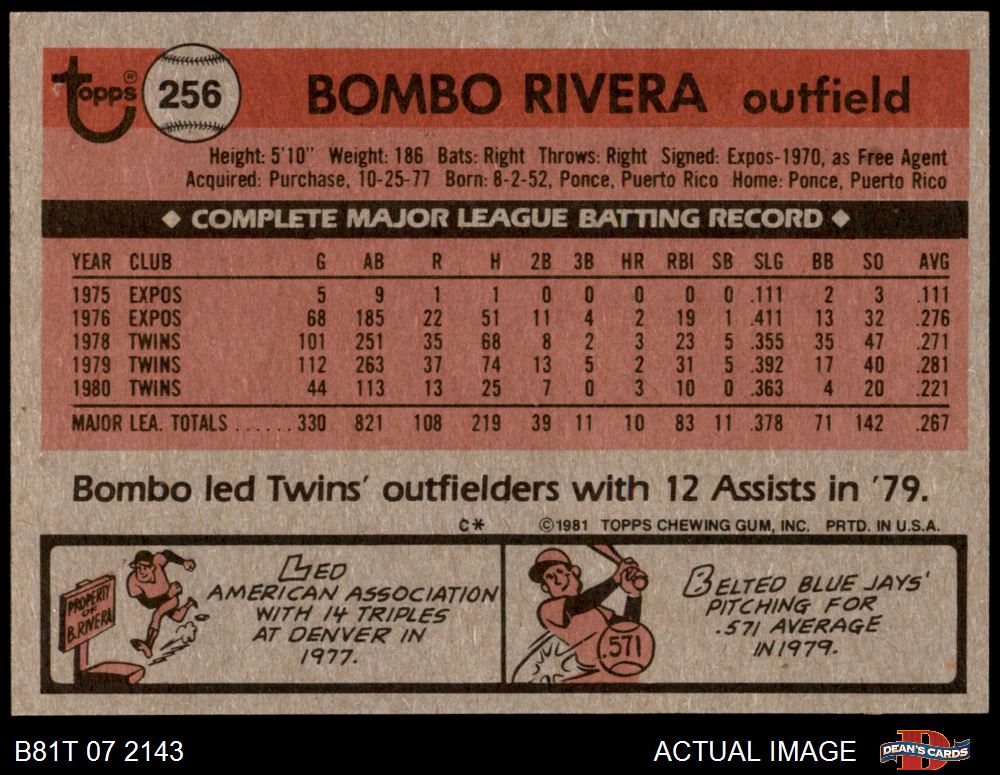 Topps® 256 BOMBO RIVERA outfield
Height: 5'10" Weight: 186 Bats: Right Throws: Right Signed: Expos-1970, as Free Agent
Acquired: Purchase, 10-25-77 Born: 8-2-52, Ponce, Puerto Rico Home: Ponce, Puerto Rico
◆ COMPLETE MAJOR LEAGUE BATTING RECORD ◆
YEAR CLUB G AB R H 2B 3B HR RBI SB SLG BB SO AVG
1975 EXPOS 5 9 1 1 0 0 0 0 0 .111 2 3 .111
1976 EXPOS 68 185 22 51 11 4 2 19 1 .411 13 32 .276
1978 TWINS 101 251 35 68 8 2 3 23 5 .355 35 47 .271
1979 TWINS 112 263 37 74 13 5 2 31 5 .392 17 40 .281
1980 TWINS 44 113 13 25 7 0 3 10 0 .363 4 20 .221
MAJOR LEA. TOTALS ...... 330 821 108 219 39 11 10 83 11 .378 71 142 .267
Bombo led Twins' outfielders with 12 Assists in '79.
C* ©1981 TOPPS CHEWING GUM, INC. PRTD. IN U.S.A.
PROPERTY
OF
B. RIVERA
LED
AMERICAN ASSOCIATION
WITH 14 TRIPLES
AT DENVER IN
1977.
.571
BELTED BLUE JAYS'
PITCHING FOR
.571 AVERAGE
IN 1979.
B81T 07 2143 ACTUAL IMAGE D DEAN'S CARDS